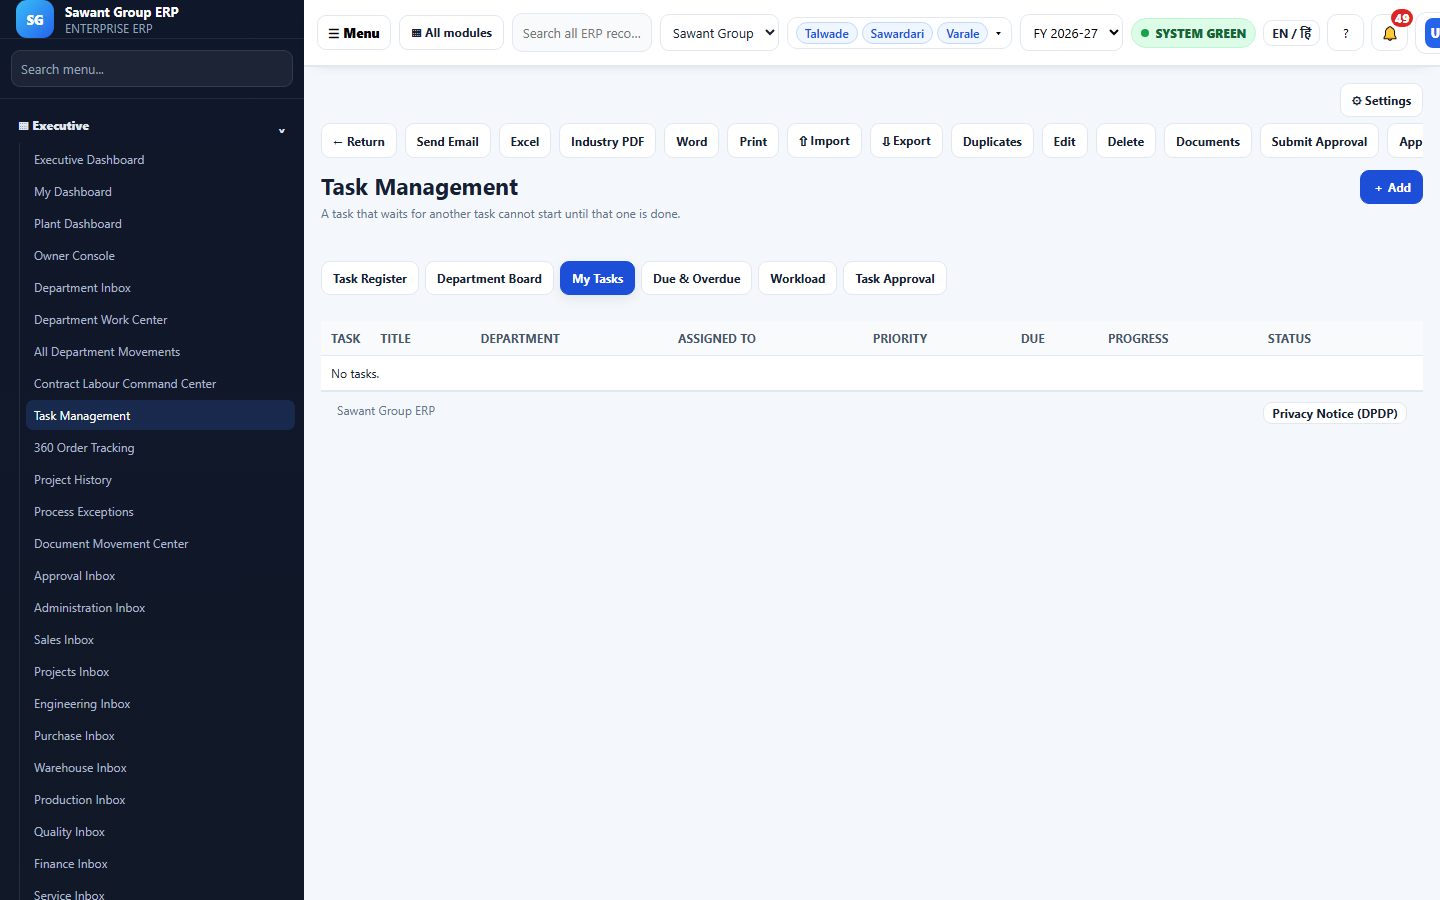 SG
Sawant Group ERP
ENTERPRISE ERP
Search menu...
Executive
Executive Dashboard
My Dashboard
Plant Dashboard
Owner Console
Department Inbox
Department Work Center
All Department Movements
Contract Labour Command Center
Task Management
360 Order Tracking
Project History
Process Exceptions
Document Movement Center
Approval Inbox
Administration Inbox
Sales Inbox
Projects Inbox
Engineering Inbox
Purchase Inbox
Warehouse Inbox
Production Inbox
Quality Inbox
Finance Inbox
Service Inbox
☰ Menu
All modules
Search all ERP reco...
Sawant Group
Talwade Sawardari Varale
FY 2026-27
SYSTEM GREEN
EN / हिं
?
49
U
⚙ Settings
← Return
Send Email
Excel
Industry PDF
Word
Print
⇧ Import
⇩ Export
Duplicates
Edit
Delete
Documents
Submit Approval
App
Task Management
+ Add
A task that waits for another task cannot start until that one is done.
Task Register
Department Board
My Tasks
Due & Overdue
Workload
Task Approval
TASK TITLE DEPARTMENT ASSIGNED TO PRIORITY DUE PROGRESS STATUS
No tasks.
Sawant Group ERP
Privacy Notice (DPDP)